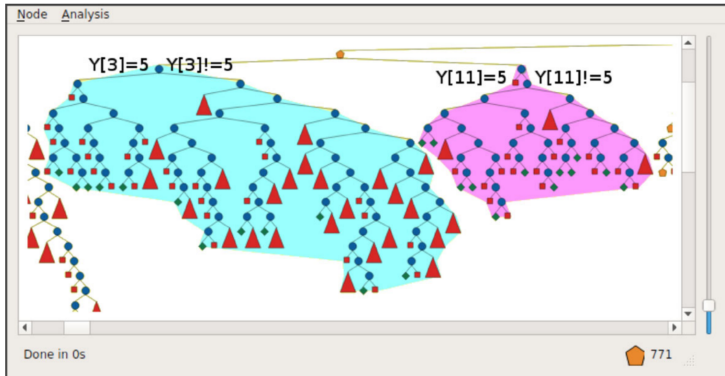 Node Analysis
Y[3]=5 Y[3]!=5
Y[11]=5 Y[11]!=5
Done in 0s
771